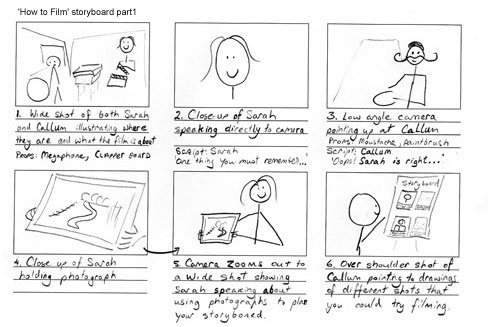 'How to Film' storyboard part1
1. Wide shot of both Sarah
and Callum illustrating where
they are and what the film is about
Props: Megaphone, CLAPPER BOARD
2. Close up of Sarah
speaking directly to camera
Script: Sarah
'One thing you must remember...'
3. Low angle camera
pointing up at Callum
Props: Moustache, Paintbrush
Script: Callum
'Oops! Sarah is right...'
4. Close up of Sarah
holding photograph
5 Camera zooms out to
a wide shot showing
Sarah speaking about
using photographs to plan
your storyboard.
Storyboard
6. Over shoulder shot of
Callum pointing to drawings
of different shots that
you could try filming.